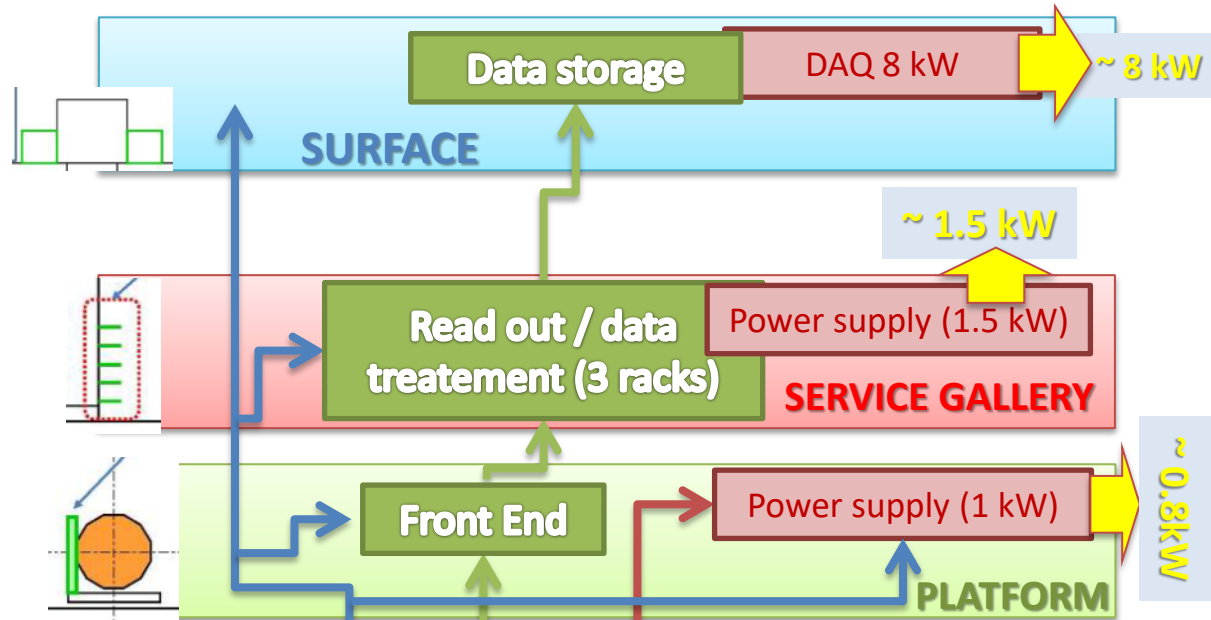 Data storage
DAQ 8 kW
~ 8 kW
SURFACE
~ 1.5 kW
Read out / data
treatement (3 racks)
Power supply (1.5 kW)
SERVICE GALLERY
Front End
Power supply (1 kW)
~ 0.8kW
PLATFORM